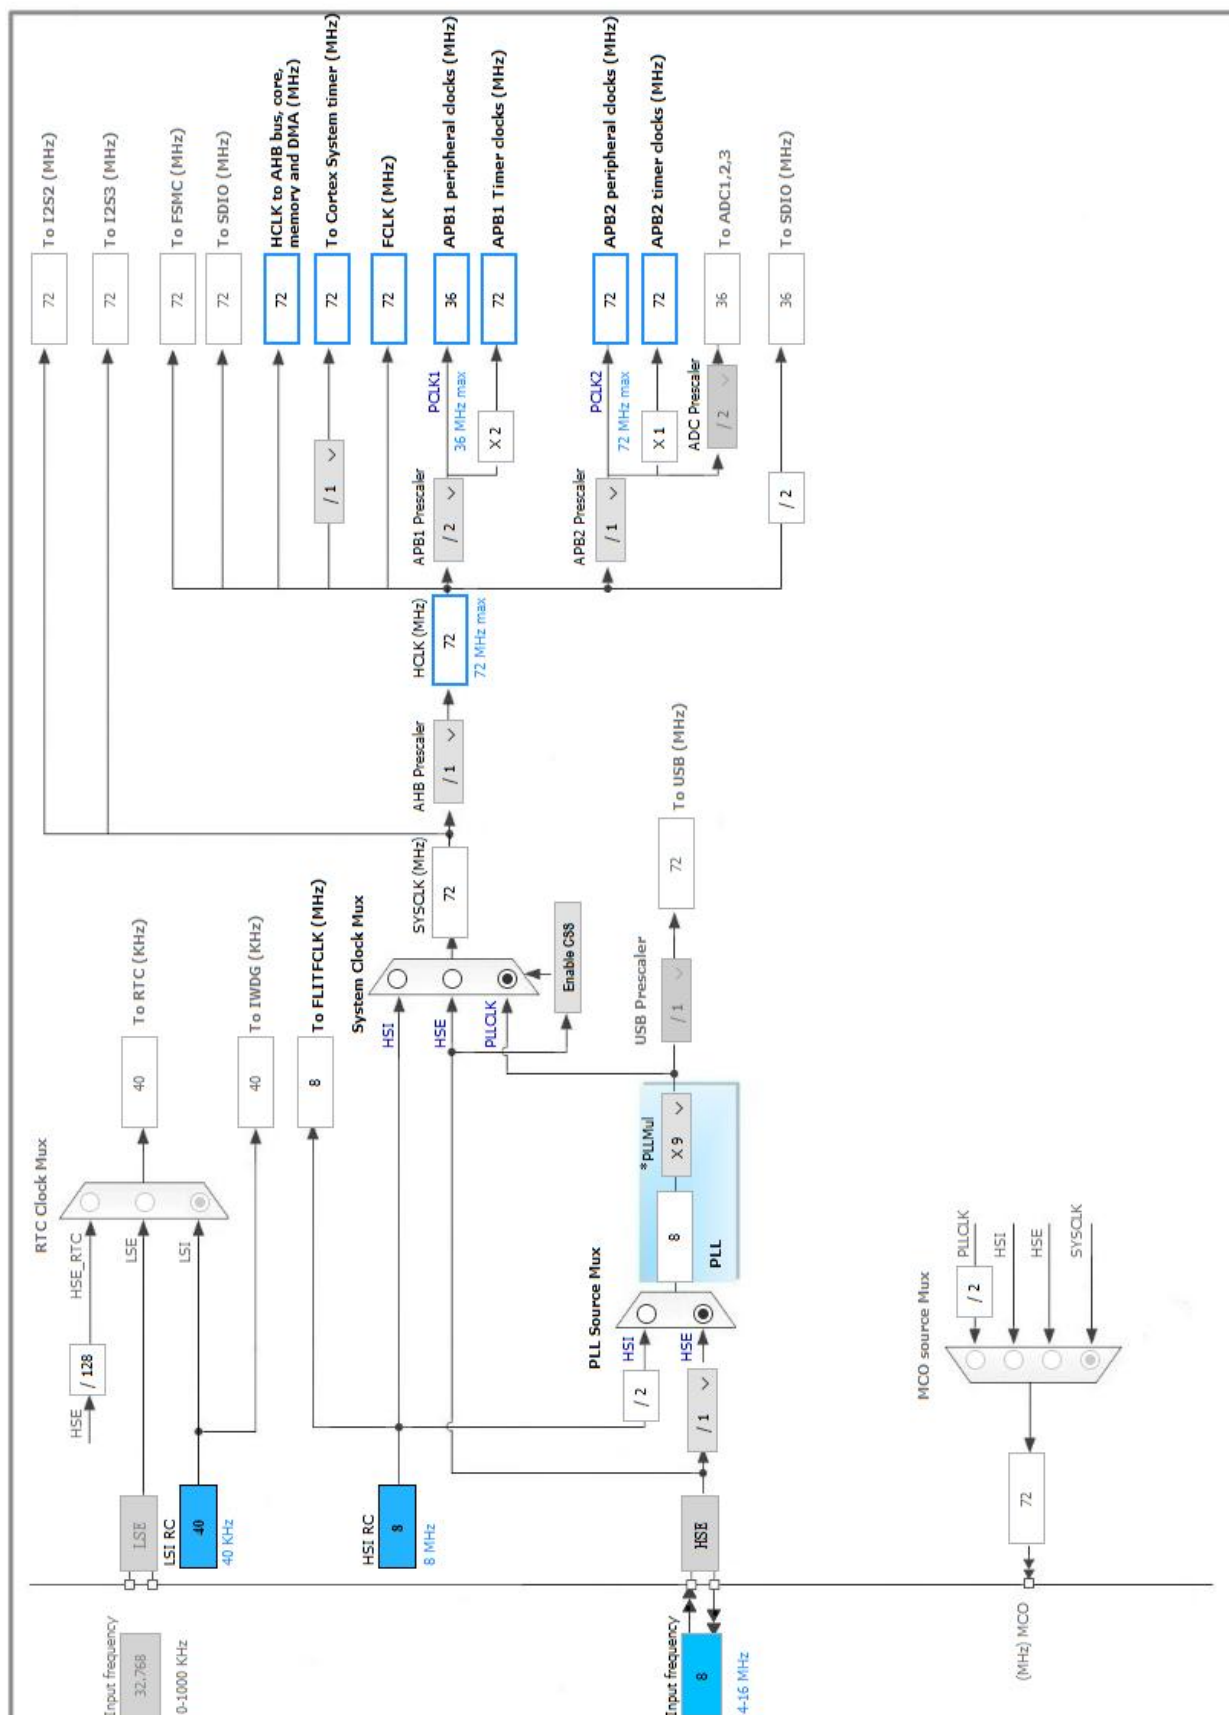 Input frequency
32.768
0-1000 KHz
LSE
LSI RC
40
40 KHz
HSE
/ 128
HSE_RTC
LSE
LSI
RTC Clock Mux
40
To RTC (KHz)
40
To IWDG (KHz)
HSI RC
8
8 MHz
8
To FLITFCLK (MHz)
System Clock Mux
HSI
HSE
PLLCLK
Enable CSS
SYSCLK (MHz)
72
AHB Prescaler
/ 1
HCLK (MHz)
72
72 MHz max
72
To I2S2 (MHz)
72
To I2S3 (MHz)
72
To FSMC (MHz)
72
To SDIO (MHz)
72
HCLK to AHB bus, core,
memory and DMA (MHz)
/ 1
72
To Cortex System timer (MHz)
72
FCLK (MHz)
APB1 Prescaler
/ 2
PCLK1
36 MHz max
36
APB1 peripheral clocks (MHz)
X 2
72
APB1 Timer clocks (MHz)
APB2 Prescaler
/ 1
PCLK2
72 MHz max
72
APB2 peripheral clocks (MHz)
X 1
72
APB2 timer clocks (MHz)
ADC Prescaler
/ 2
36
To ADC1,2,3
/ 2
36
To SDIO (MHz)
Input frequency
8
4-16 MHz
HSE
/ 1
/ 2
PLL Source Mux
HSI
HSE
8
*PLLMul
X 9
PLL
USB Prescaler
/ 1
72
To USB (MHz)
MCO source Mux
PLLCLK
/ 2
HSI
HSE
SYSCLK
72
(MHz) MCO